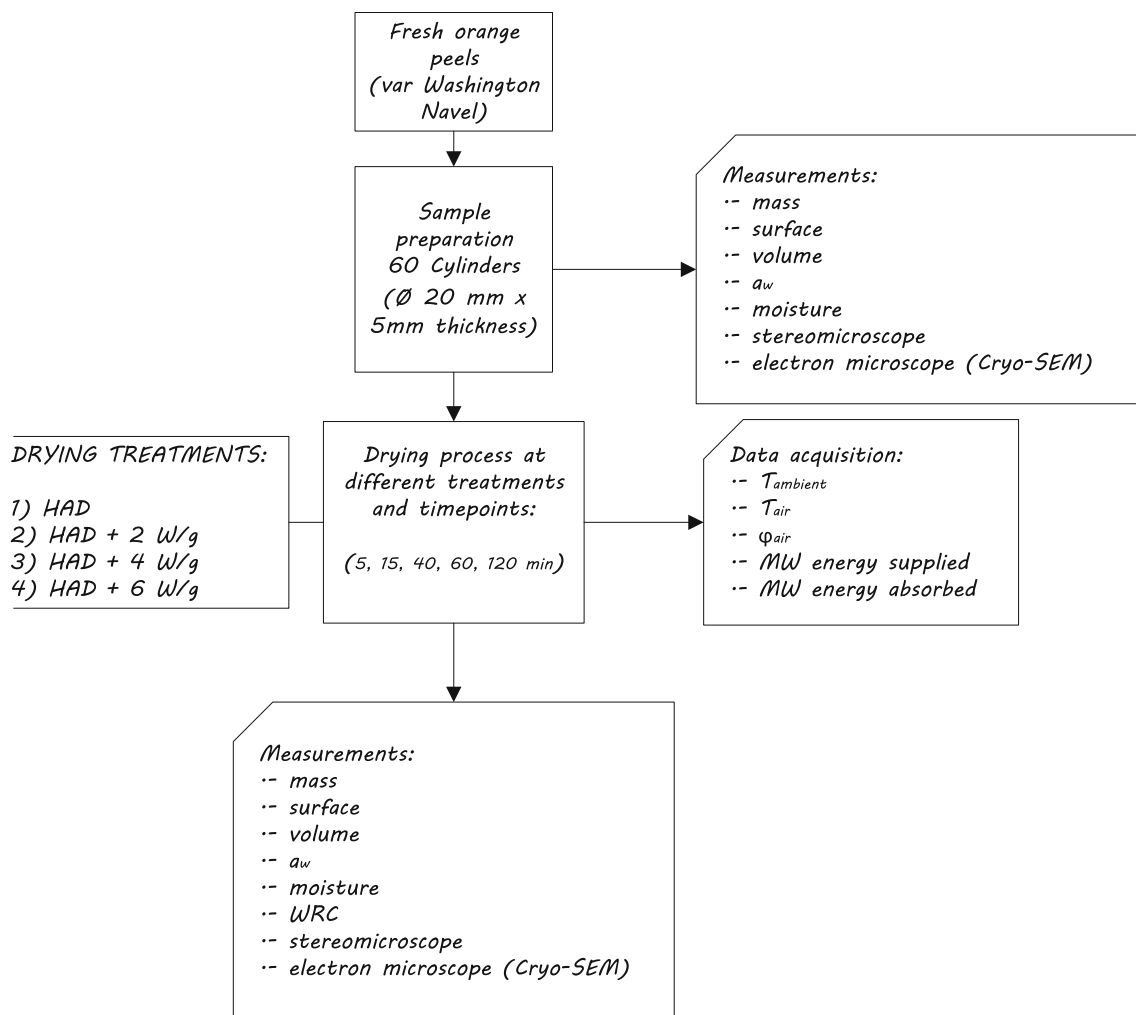 Fresh orange
peels
(var Washington
Navel)
Sample
preparation
60 Cylinders
(Ø 20 mm x
5mm thickness)
Measurements:
·- mass
·- surface
·- volume
·- aw
·- moisture
·- stereomicroscope
·- electron microscope (Cryo-SEM)
DRYING TREATMENTS:
1) HAD
2) HAD + 2 W/g
3) HAD + 4 W/g
4) HAD + 6 W/g
Drying process at
different treatments
and timepoints:
(5, 15, 40, 60, 120 min)
Data acquisition:
·- Tambient
·- Tair
·- φair
·- MW energy supplied
·- MW energy absorbed
Measurements:
·- mass
·- surface
·- volume
·- aw
·- moisture
·- WRC
·- stereomicroscope
·- electron microscope (Cryo-SEM)